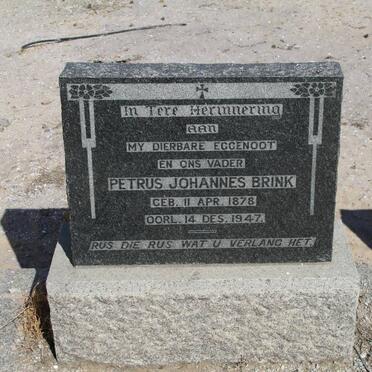 In Tere Herinnering
AAN
MY DIERBARE EGGENOOT
EN ONS VADER
PETRUS JOHANNES BRINK
GEB. 11 APR. 1878
OORL. 14 DES. 1947.
RUS DIE RUS WAT U VERLANG HET.